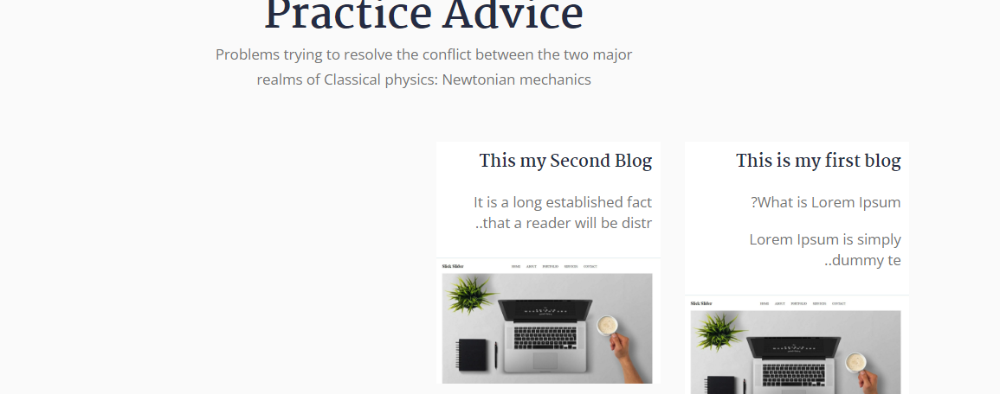 Practice Advice
Problems trying to resolve the conflict between the two major
realms of Classical physics: Newtonian mechanics
This my Second Blog
It is a long established fact
..that a reader will be distr
Slick Slider
HOME ABOUT PORTFOLIO SERVICES CONTACT
This is my first blog
?What is Lorem Ipsum
Lorem Ipsum is simply
..dummy te
Slick Slider
HOME ABOUT PORTFOLIO SERVICES CONTACT